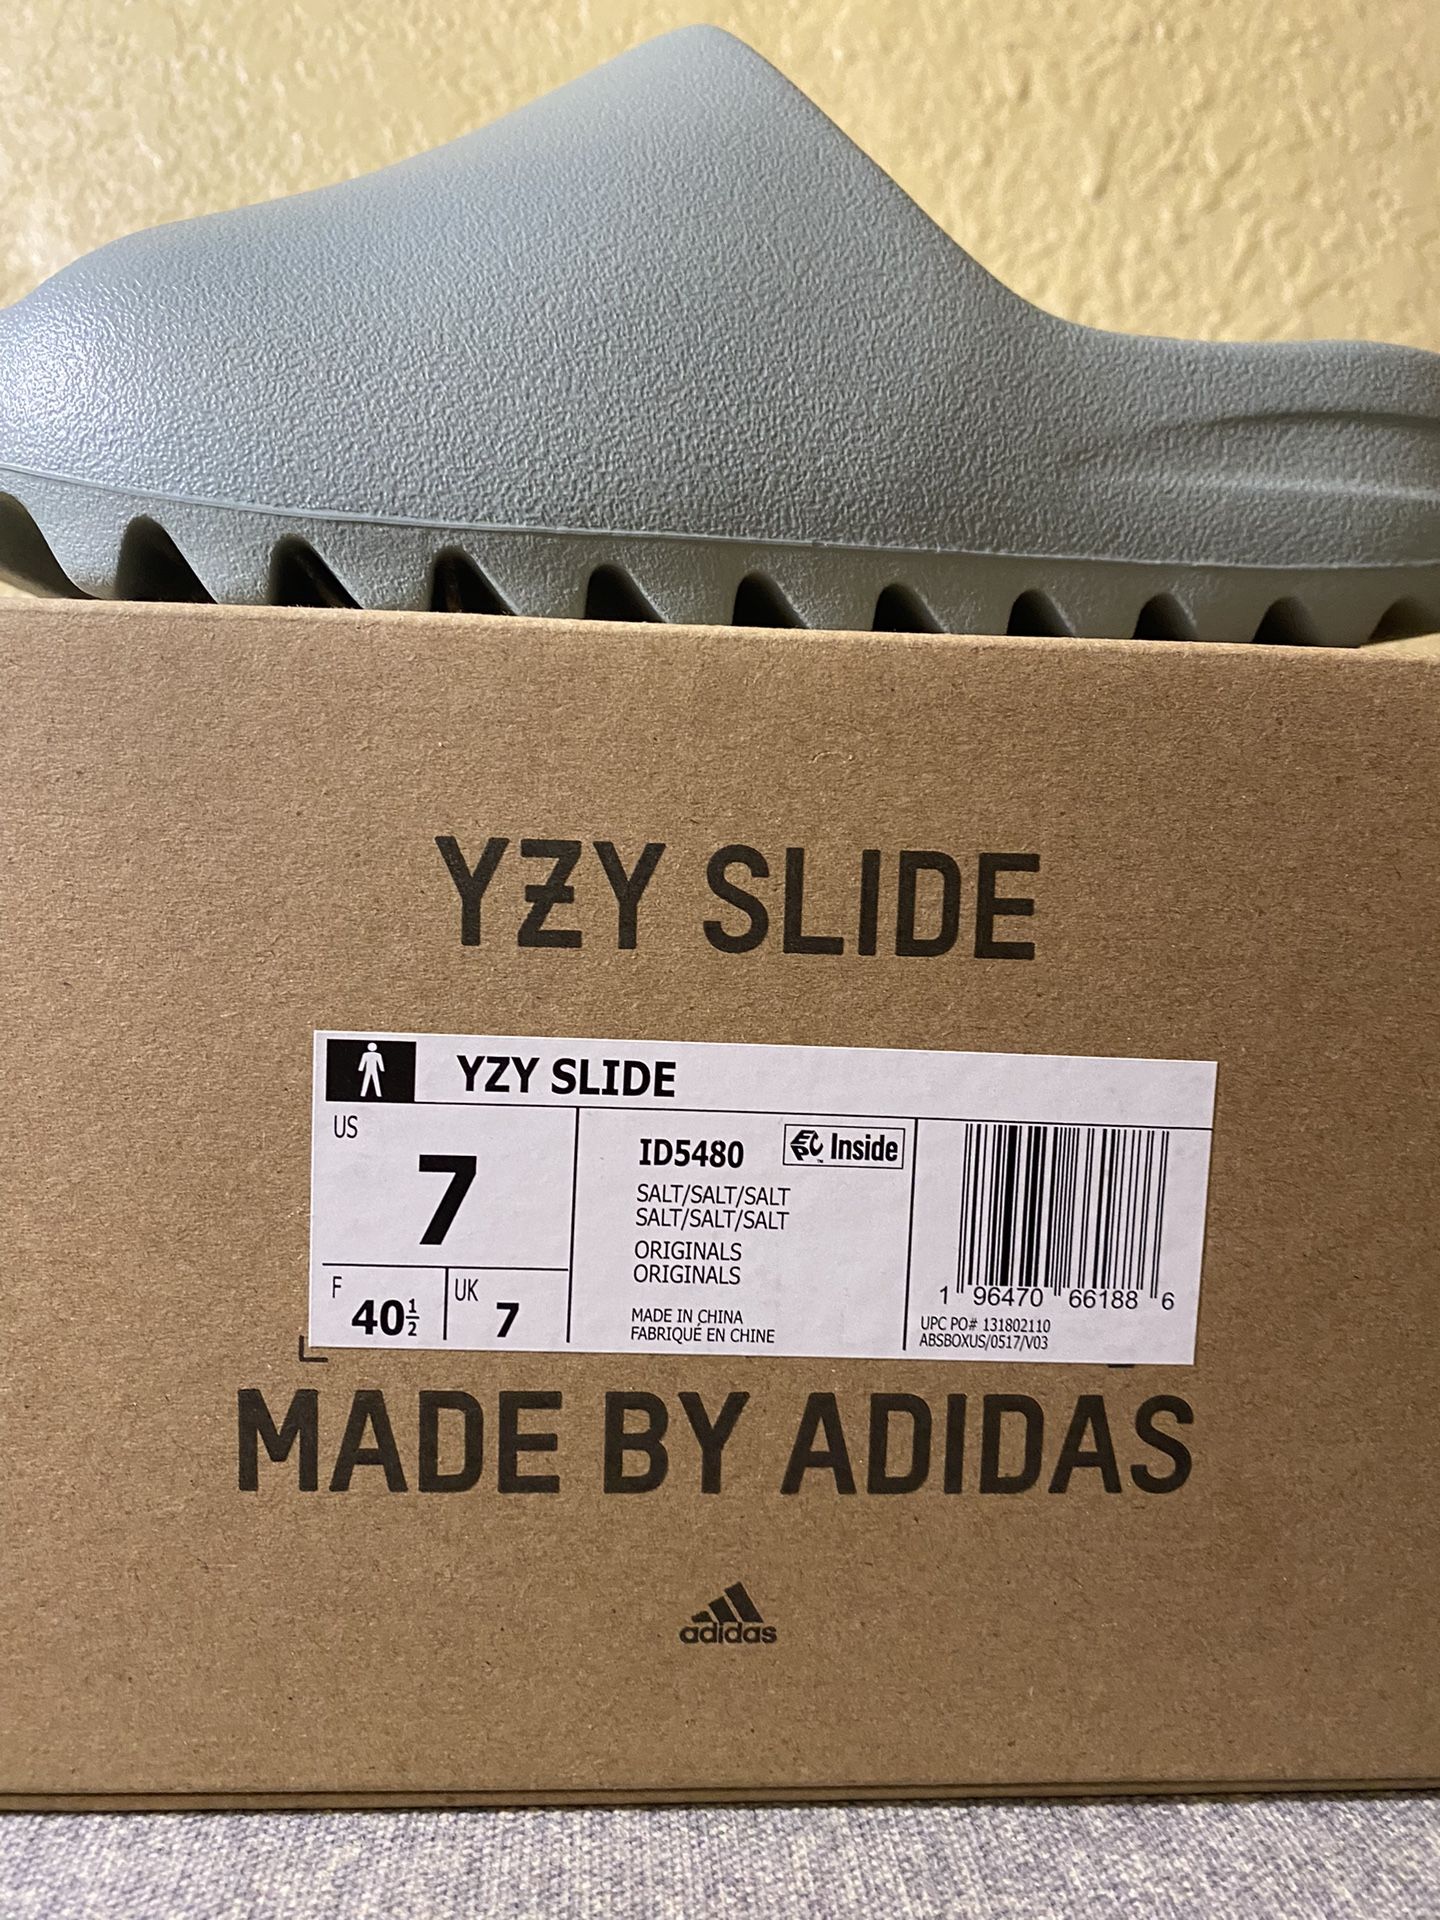 YZY SLIDE
YZY SLIDE
US
7
F
40½
UK
7
ID5480
EPC™ Inside
SALT/SALT/SALT
SALT/SALT/SALT
ORIGINALS
ORIGINALS
MADE IN CHINA
FABRIQUÉ EN CHINE
1 96470 66188 6
UPC PO# 131802110
ABSBOXUS/0517/V03
MADE BY ADIDAS
adidas